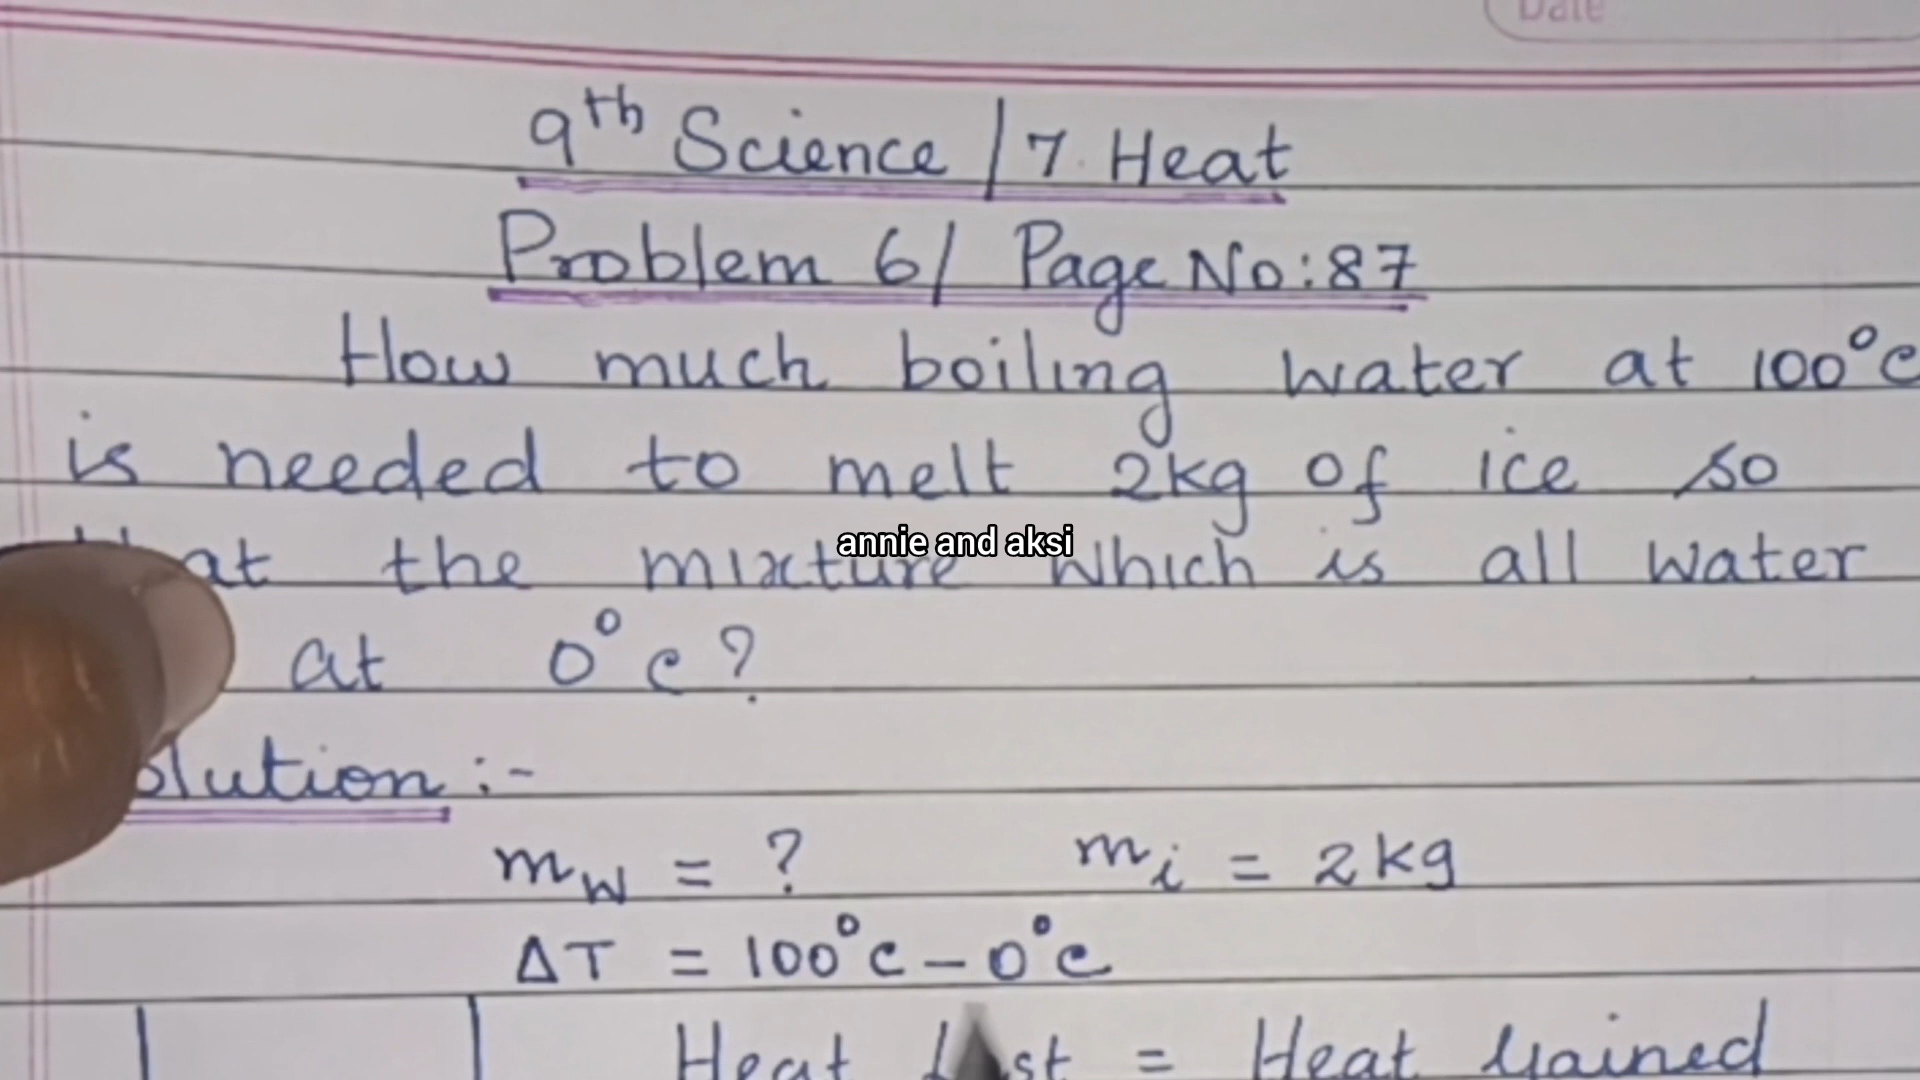 Date
9th Science / 7. Heat
Problem 6 / Page No: 87
How much boiling water at 100°C
is needed to melt 2kg of ice so
at the mixture which is all water
annie and aksi
at 0°C?
olution :-
mw = ? mi = 2kg
ΔT = 100°C - 0°C
Heat = Heat gained